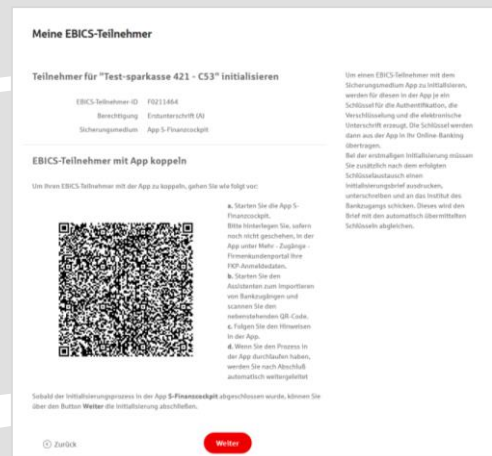 Meine EBICS-Teilnehmer
Teilnehmer für "Test-sparkasse 421 - C53" initialisieren
EBICS-Teilnehmer-ID F0211464
Berechtigung Erstunterschrift (A)
Sicherungsmedium App S-Finanzcockpit
EBICS-Teilnehmer mit App koppeln
Um Ihren EBICS-Teilnehmer mit der App zu koppeln, gehen Sie wie folgt vor:
a. Starten Sie die App S-
Finanzcockpit.
Bitte hinterlegen Sie, sofern
noch nicht geschehen, in der
App unter Mehr - Zugänge -
Firmenkundenportal Ihre
FKP-Anmeldedaten.
b. Starten Sie den
Assistenten zum Importieren
von Bankzugängen und
scannen Sie den
nebenstehenden QR-Code.
c. Folgen Sie den Hinweisen
in der App.
d. Wenn Sie den Prozess in
der App durchlaufen haben,
werden Sie nach Abschluß
automatisch weitergeleitet
Sobald der Initialisierungsprozess in der App S-Finanzcockpit abgeschlossen wurde, können Sie
über den Button Weiter die Initialisierung abschließen.
Zurück
Weiter
Um einen EBICS-Teilnehmer mit dem
Sicherungsmedium App zu initialisieren,
werden für diesen in der App je ein
Schlüssel für die Authentifikation, die
Verschlüsselung und die elektronische
Unterschrift erzeugt. Die Schlüssel werden
dann aus der App in Ihr Online Banking
übertragen.
Bei der erstmaligen Initialisierung müssen
Sie zusätzlich nach dem erfolgten
Schlüsselaustausch einen
Initialisierungsbrief ausdrucken,
unterschreiben und an das Institut des
Bankzugangs schicken. Dieses wird den
Brief mit den automatisch übermittelten
Schlüsseln abgleichen.